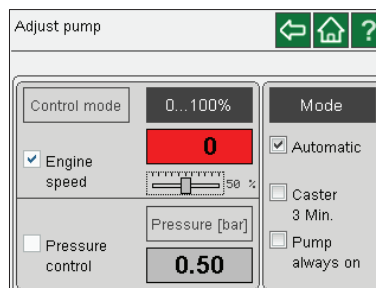 Adjust pump
?
Control mode
0...100%
Mode
0
Automatic
Engine
speed
50 %
Caster
3 Min.
Pressure [bar]
Pressure
control
0.50
Pump
always on